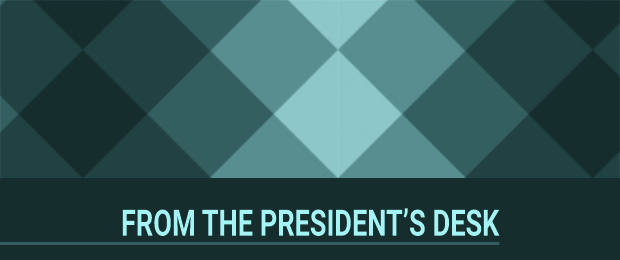 FROM THE PRESIDENT’S DESK